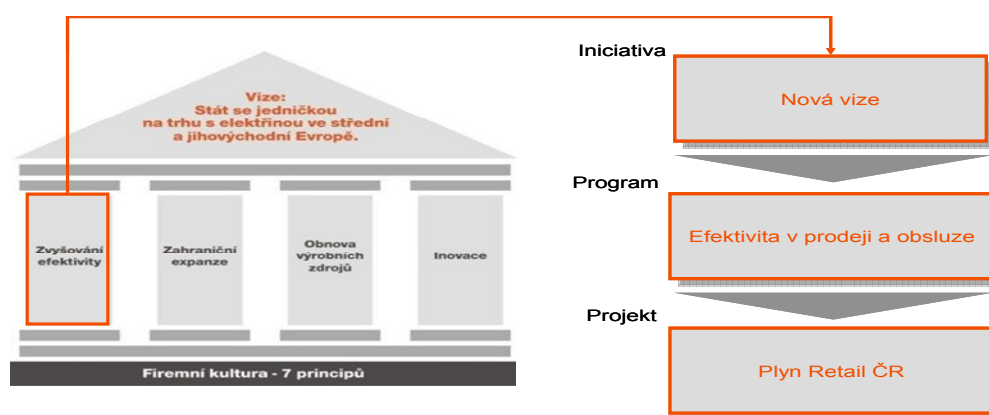 Vize:
Stát se jedničkou
na trhu s elektřinou ve střední
a jihovýchodní Evropě.
Zvyšování
efektivity
Zahraniční
expanze
Obnova
výrobních
zdrojů
Inovace
Firemní kultura - 7 principů
Iniciativa
Nová vize
Program
Efektivita v prodeji a obsluze
Projekt
Plyn Retail ČR